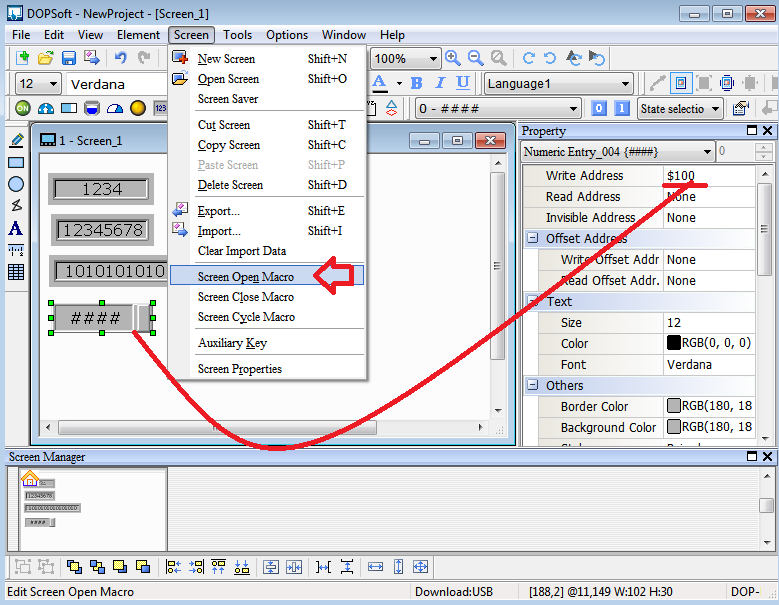 DOPSoft - NewProject - [Screen_1]
File Edit View Element Screen Tools Options Window Help
100%
12 Verdana
A B I U Language1
ON 123 0 - #### 0 1 State selectio
New Screen Shift+N
Open Screen Shift+O
Screen Saver
Cut Screen Shift+T
Copy Screen Shift+C
Paste Screen Shift+P
Delete Screen Shift+D
Export... Shift+E
Import... Shift+I
Clear Import Data
Screen Open Macro
Screen Close Macro
Screen Cycle Macro
Auxiliary Key
Screen Properties
A
1 - Screen_1
1234
12345678
1010101010
####
Property
Numeric Entry_004 {####} 0
Write Address $100
Read Address None
Invisible Address None
Offset Address
Write Offset Addr None
Read Offset Addr. None
Text
Size 12
Color RGB(0, 0, 0)
Font Verdana
Others
Border Color RGB(180, 18
Background Color RGB(180, 18
Screen Manager
12345678
####
Edit Screen Open Macro Download:USB [188,2] @11,149 W:102 H:30 DOP-